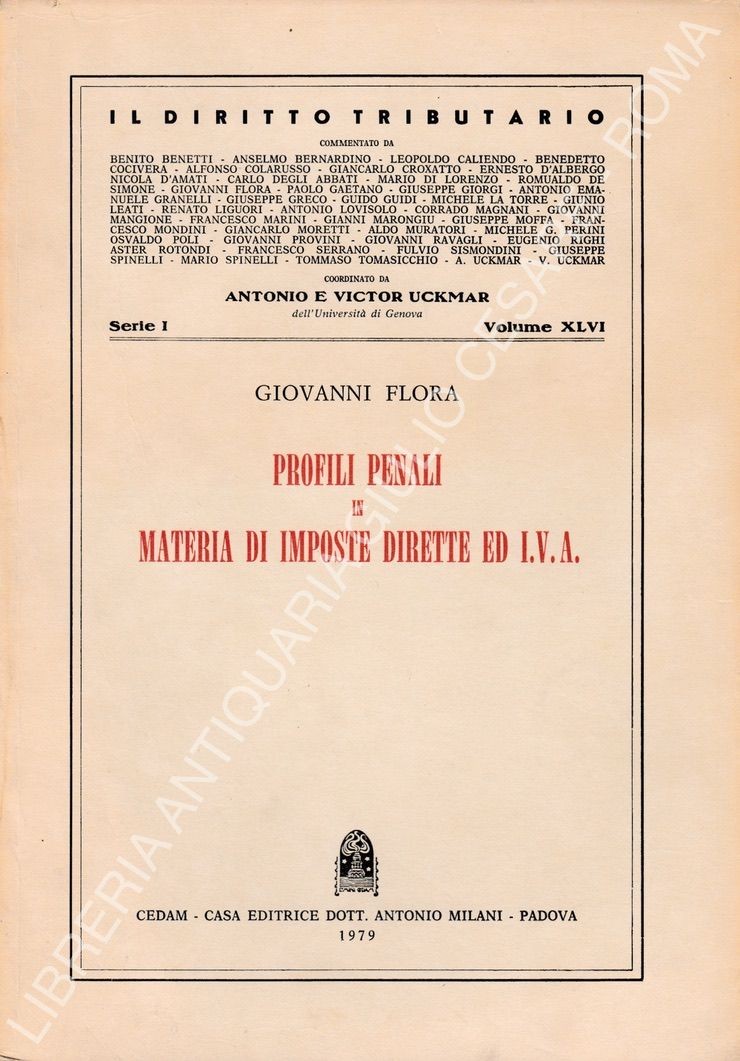 IL DIRITTO TRIBUTARIO
COMMENTATO DA
BENITO BENETTI - ANSELMO BERNARDINO - LEOPOLDO CALIENDO - BENEDETTO
COCIVERA - ALFONSO COLARUSSO - GIANCARLO CROXATTO - ERNESTO D'ALBERGO
NICOLA D'AMATI - CARLO DEGLI ABBATI - MARIO DI LORENZO - ROMUALDO DE
SIMONE - GIOVANNI FLORA - PAOLO GAETANO - GIUSEPPE GIORGI - ANTONIO EMA-
NUELE GRANELLI - GIUSEPPE GRECO - GUIDO GUIDI - MICHELE LA TORRE - GIUNIO
LEATI - RENATO LIGUORI - ANTONIO LOVISOLO - CORRADO MAGNANI - GIOVANNI
MANGIONE - FRANCESCO MARINI - GIANNI MARONGIU - GIUSEPPE MOFFA - FRAN-
CESCO MONDINI - GIANCARLO MORETTI - ALDO MURATORI - MICHELE G. PERINI
OSVALDO POLI - GIOVANNI PROVINI - GIOVANNI RAVAGLI - EUGENIO RIGHI
ASTER ROTONDI - FRANCESCO SERRANO - FULVIO SISMONDINI - GIUSEPPE
SPINELLI - MARIO SPINELLI - TOMMASO TOMASICCHIO - A. UCKMAR - V. UCKMAR
COORDINATO DA
ANTONIO E VICTOR UCKMAR
dell'Università di Genova
Serie I Volume XLVI
GIOVANNI FLORA
PROFILI PENALI
IN
MATERIA DI IMPOSTE DIRETTE ED I.V.A.
CEDAM - CASA EDITRICE DOTT. ANTONIO MILANI - PADOVA
1979
LIBRERIA ANTIQUARIA GIULIO CESARE - ROMA